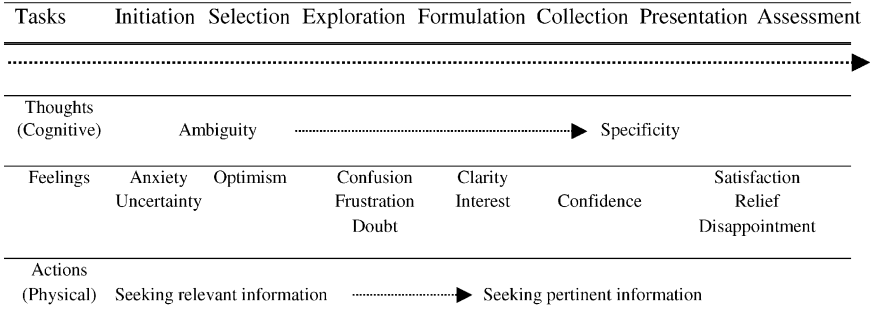 Tasks Initiation Selection Exploration Formulation Collection Presentation Assessment
Thoughts
(Cognitive) Ambiguity Specificity
Feelings Anxiety Optimism Confusion Clarity Satisfaction
Uncertainty Frustration Interest Confidence Relief
Doubt Disappointment
Actions
(Physical) Seeking relevant information Seeking pertinent information